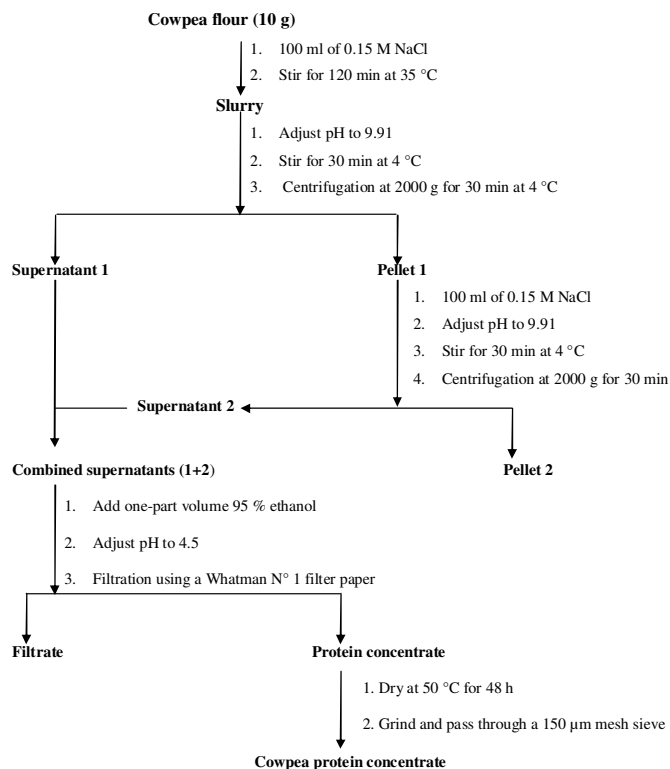 Cowpea flour (10 g)
1. 100 ml of 0.15 M NaCl
2. Stir for 120 min at 35 °C
Slurry
1. Adjust pH to 9.91
2. Stir for 30 min at 4 °C
3. Centrifugation at 2000 g for 30 min at 4 °C
Supernatant 1
Pellet 1
1. 100 ml of 0.15 M NaCl
2. Adjust pH to 9.91
3. Stir for 30 min at 4 °C
4. Centrifugation at 2000 g for 30 min
Supernatant 2
Combined supernatants (1+2)
Pellet 2
1. Add one-part volume 95 % ethanol
2. Adjust pH to 4.5
3. Filtration using a Whatman N° 1 filter paper
Filtrate
Protein concentrate
1. Dry at 50 °C for 48 h
2. Grind and pass through a 150 µm mesh sieve
Cowpea protein concentrate